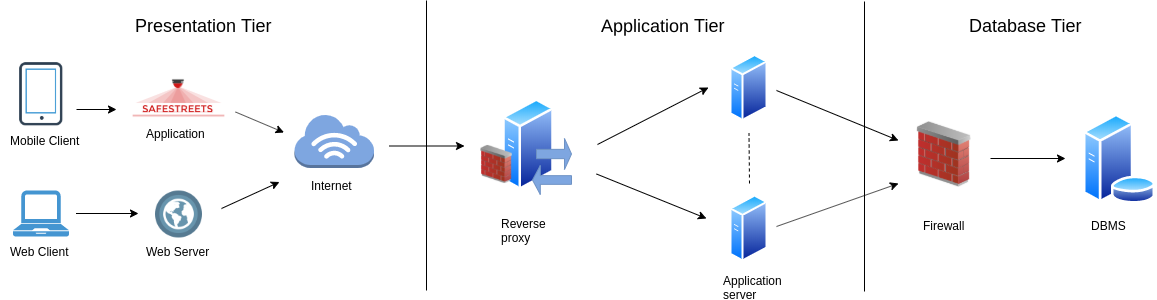 Presentation Tier
Application Tier
Database Tier
SAFESTREETS
Mobile Client
Application
Internet
Web Client
Web Server
Reverse
proxy
Application
server
Firewall
DBMS